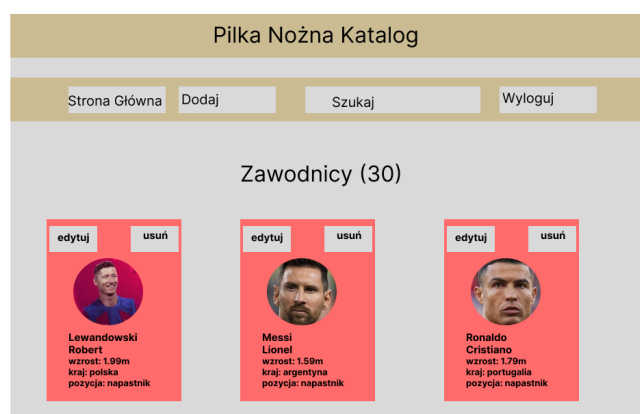 Pilka Nożna Katalog
Strona Główna Dodaj Szukaj Wyloguj
Zawodnicy (30)
edytuj usuń edytuj usuń edytuj usuń
Lewandowski
Robert
wzrost: 1.99m
kraj: polska
pozycja: napastnik
Messi
Lionel
wzrost: 1.59m
kraj: argentyna
pozycja: napastnik
Ronaldo
Cristiano
wzrost: 1.79m
kraj: portugalia
pozycja: napastnik